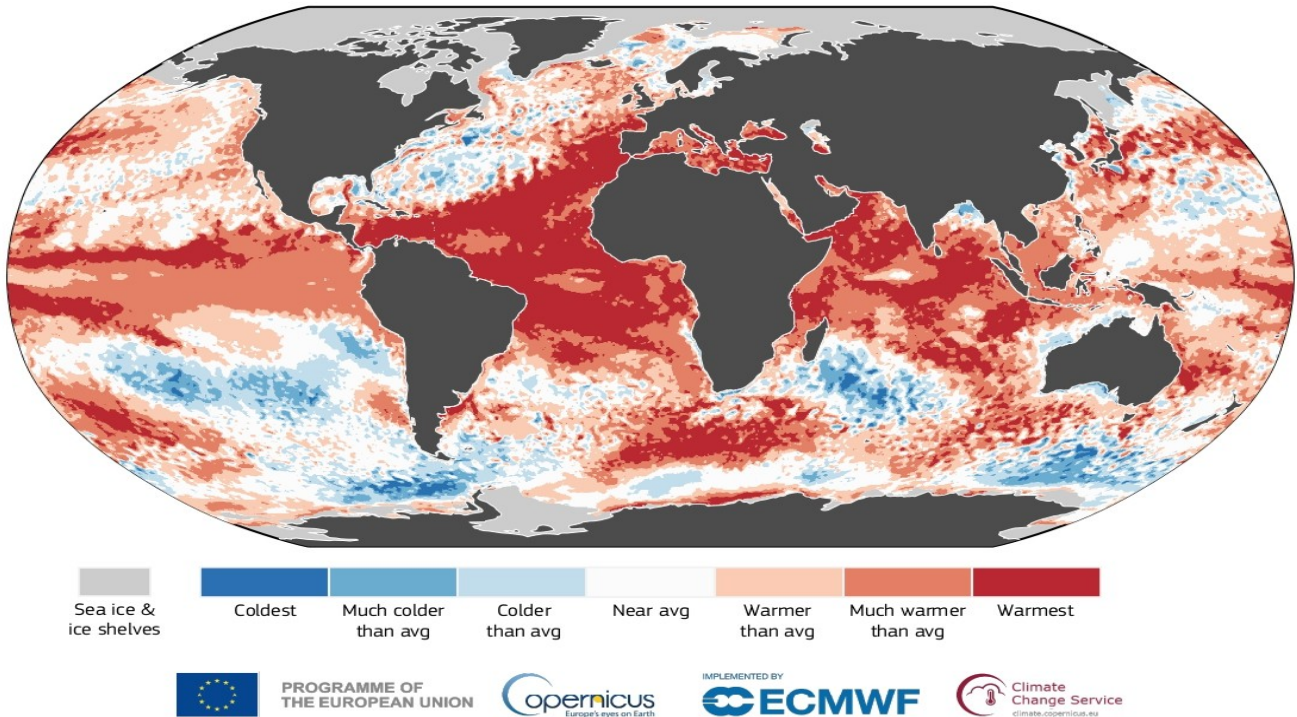 Sea ice &
ice shelves
Coldest
Much colder
than avg
Colder
than avg
Near avg
Warmer
than avg
Much warmer
than avg
Warmest
PROGRAMME OF
THE EUROPEAN UNION
opernicus
Europe's eyes on Earth
IMPLEMENTED BY
ECMWF
Climate
Change Service
climate.copernicus.eu